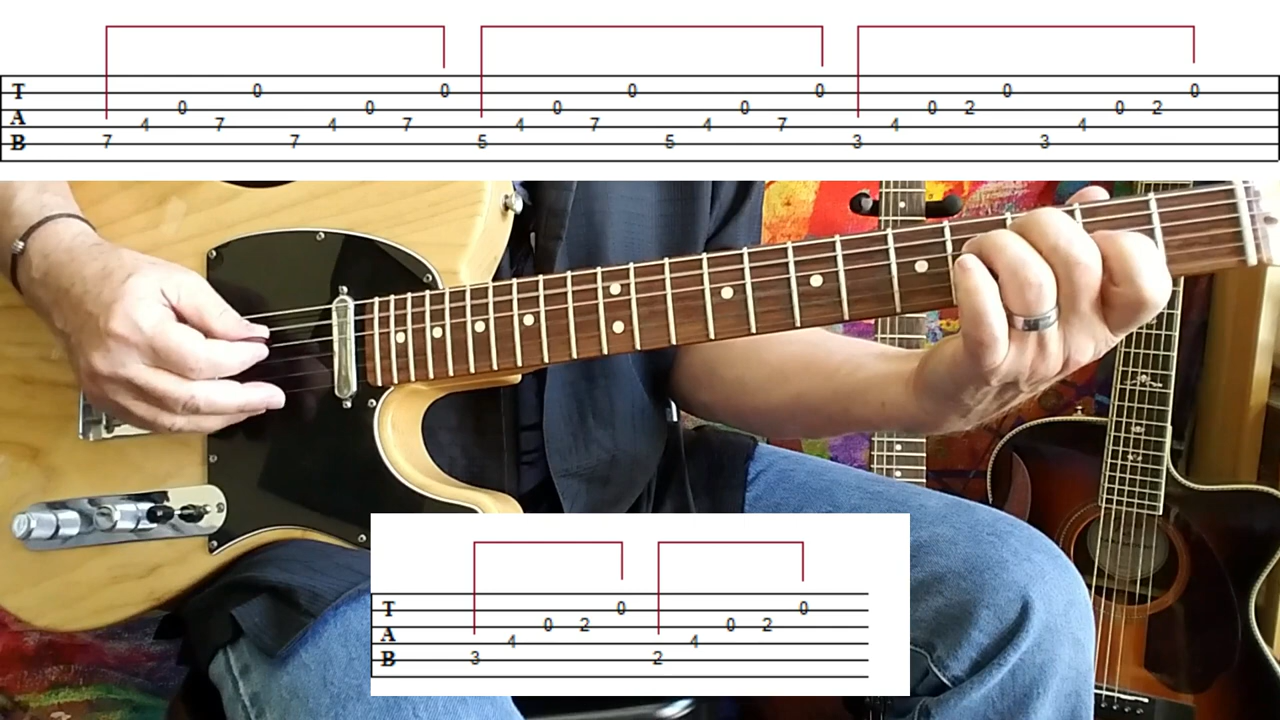 T 0 0 0 0 0 0
0 0 0 0 0 2 0 2
A 4 7 4 7 4 7 4 7 4 4
B 7 7 5 5 3 3
T 0 0
0 2 0 2
A 4 4
B 3 2